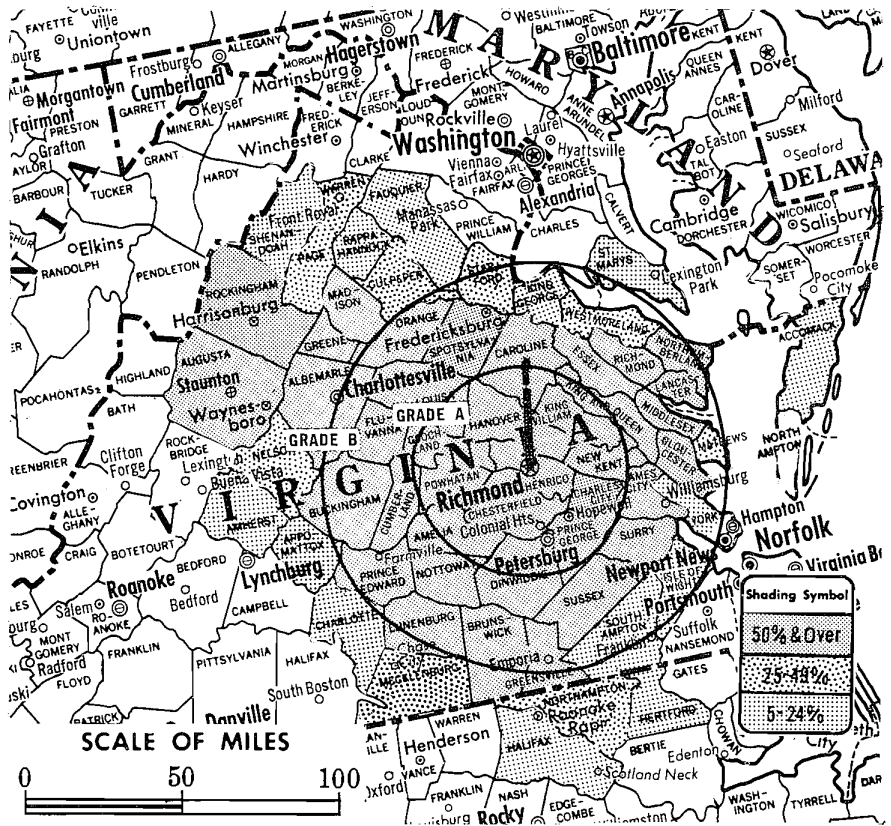 FAYETTE
Uniontown
WASHINGTON
BALTIMORE
Towson
Baltimore
KENT
KENT
Frostburg
ALLEGANY
MORGAN
Hagerstown
FREDERICK
Frederick
HOWARD
ANNE ARUNDEL
Annapolis
QUEEN ANNES
Dover
MARYLAND
Morgantown
Cumberland
Martinsburg
BERKELEY
JEFFERSON
LOUDOUN
MONTGOMERY
Rockville
Laurel
CAROLINE
Milford
Fairmont
PRESTON
GARRETT
Keyser
MINERAL
HAMPSHIRE
FREDERICK
Winchester
Washington
Hyattsville
Easton
TALBOT
SUSSEX
Seaford
Grafton
GRANT
CLARKE
Vienna
ARL.
Fairfax
FAIRFAX
PRINCE GEORGES
Alexandria
DELAWA
BARBOUR
TUCKER
HARDY
WARREN
Front Royal
FAUQUIER
Manassas Park
PRINCE WILLIAM
CHARLES
CALVERT
Cambridge
DORCHESTER
WICOMICO
Salisbury
WORCESTER
NIA
Elkins
RANDOLPH
PENDLETON
SHENANDOAH
PAGE
RAPPAHANNOCK
CULPEPER
MARYS
Lexington Park
SOMERSET
Pocomoke City
ROCKINGHAM
Harrisonburg
MADISON
STAFFORD
KING GEORGE
WESTMORELAND
ORANGE
Fredericksburg
SPOTSYLVANIA
CAROLINE
ESSEX
RICHMOND
NORTHUMBERLAND
ACCOMACK
GREENE
HIGHLAND
AUGUSTA
Staunton
ALBEMARLE
Charlottesville
LANCASTER
POCAHONTAS
BATH
Waynesboro
GRADE A
GRADE B
FLUVANNA
LOUISA
GOOCHLAND
HANOVER
KING WILLIAM
KING AND QUEEN
MIDDLESEX
MATHEWS
GLOUCESTER
NORTHAMPTON
ROCKBRIDGE
NELSON
Lexington
Buena Vista
VIRGINIA
GREENBRIER
Clifton Forge
Covington
ALLEGHANY
BUCKINGHAM
CUMBERLAND
POWHATAN
Richmond
HENRICO
NEW KENT
CHARLES CITY
JAMES CITY
Williamsburg
CHESTERFIELD
Hopewell
Colonial Hts.
PRINCE GEORGE
YORK
Hampton
Norfolk
AMHERST
APPOMATTOX
AMELIA
Farmville
Petersburg
SURRY
Newport News
MONROE
CRAIG
BOTETOURT
BEDFORD
Lynchburg
PRINCE EDWARD
NOTTOWAY
DINWIDDIE
ISLE OF WIGHT
Portsmouth
Virginia B
Roanoke
Salem
ROANOKE
Bedford
CAMPBELL
CHARLOTTE
LUNENBURG
BRUNSWICK
SUSSEX
SOUTHAMPTON
Franklin
Suffolk
NANSEMOND
MONTGOMERY
Radford
FRANKLIN
PITTSYLVANIA
HALIFAX
Chase City
MECKLENBURG
Emporia
GREENSVILLE
FLOYD
PATRICK
South Boston
Danville
NORTHAMPTON
Roanoke Rap
HERTFORD
GATES
CHOWAN
City
WARREN
Henderson
VANCE
HALIFAX
BERTIE
Edenton
Scotland Neck
FRANKLIN
NASH
Rocky
EDGECOMBE
WASHINGTON
TYRRELL
DAR
Shading Symbol
50% & Over
25-49%
5-24%
SCALE OF MILES
0 50 100